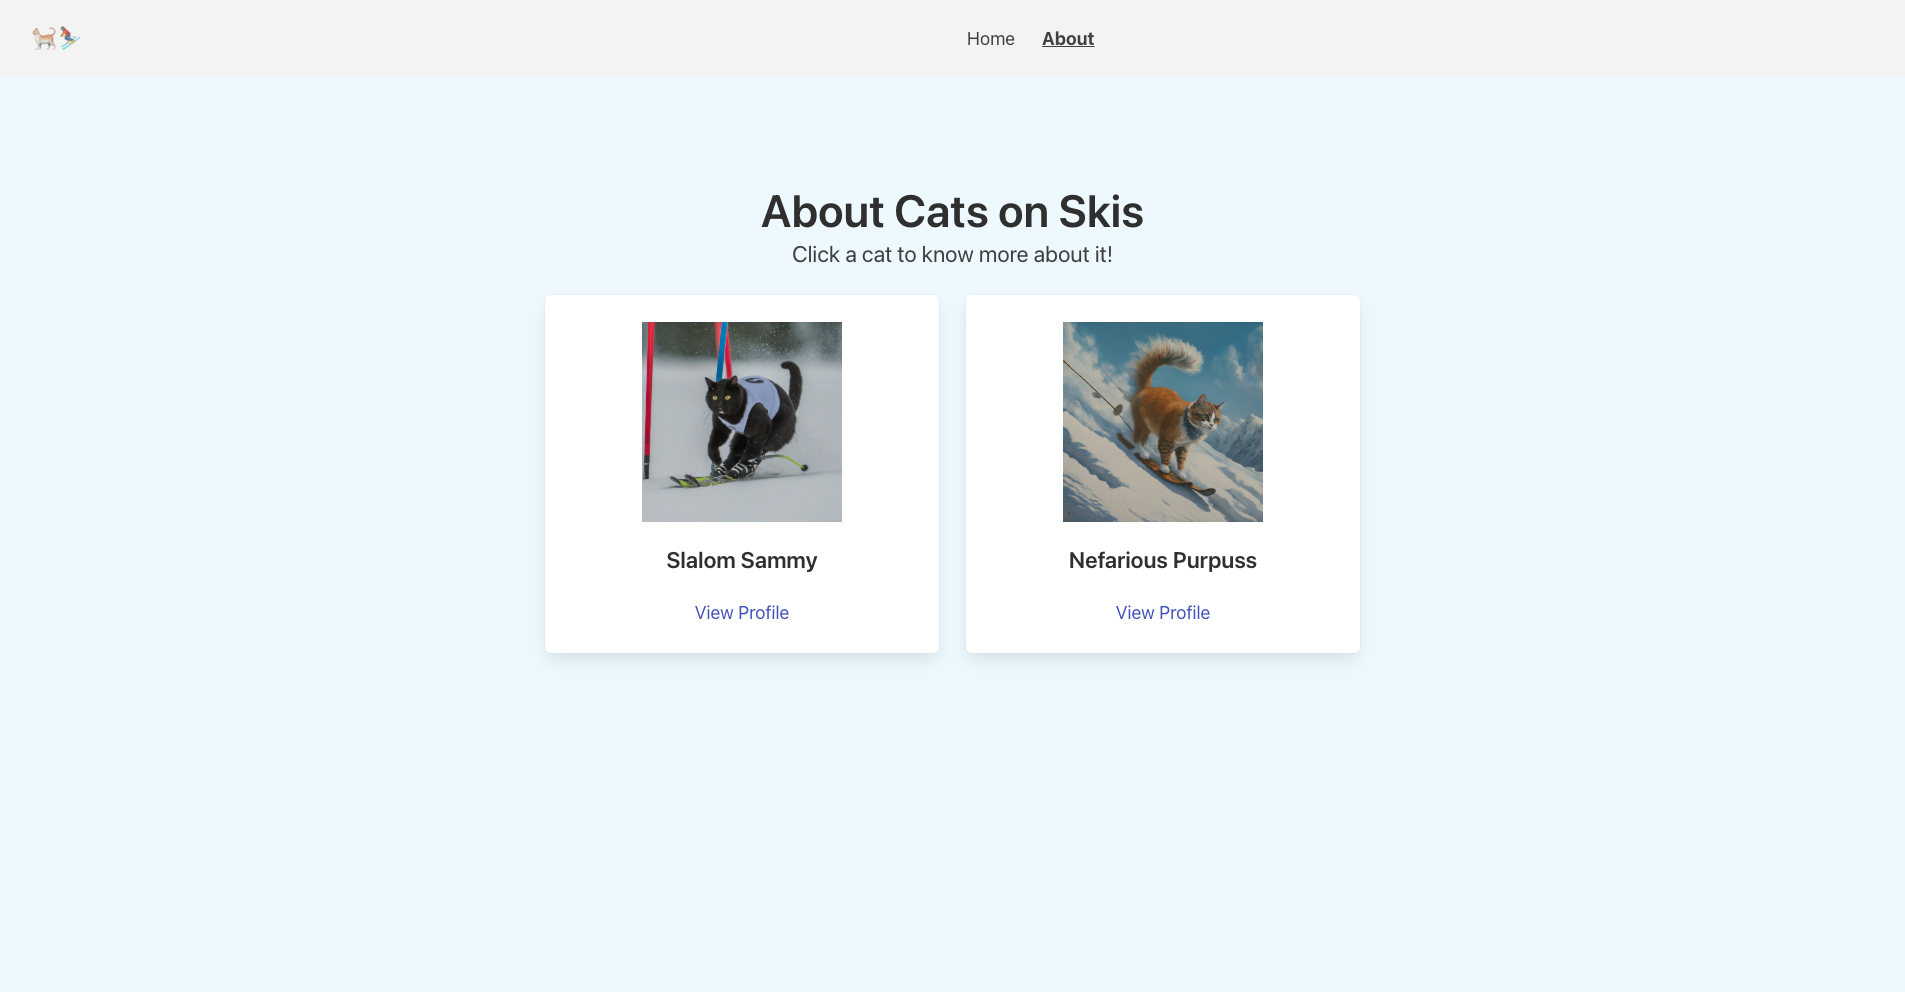 Home About
About Cats on Skis
Click a cat to know more about it!
Slalom Sammy
View Profile
Nefarious Purpuss
View Profile